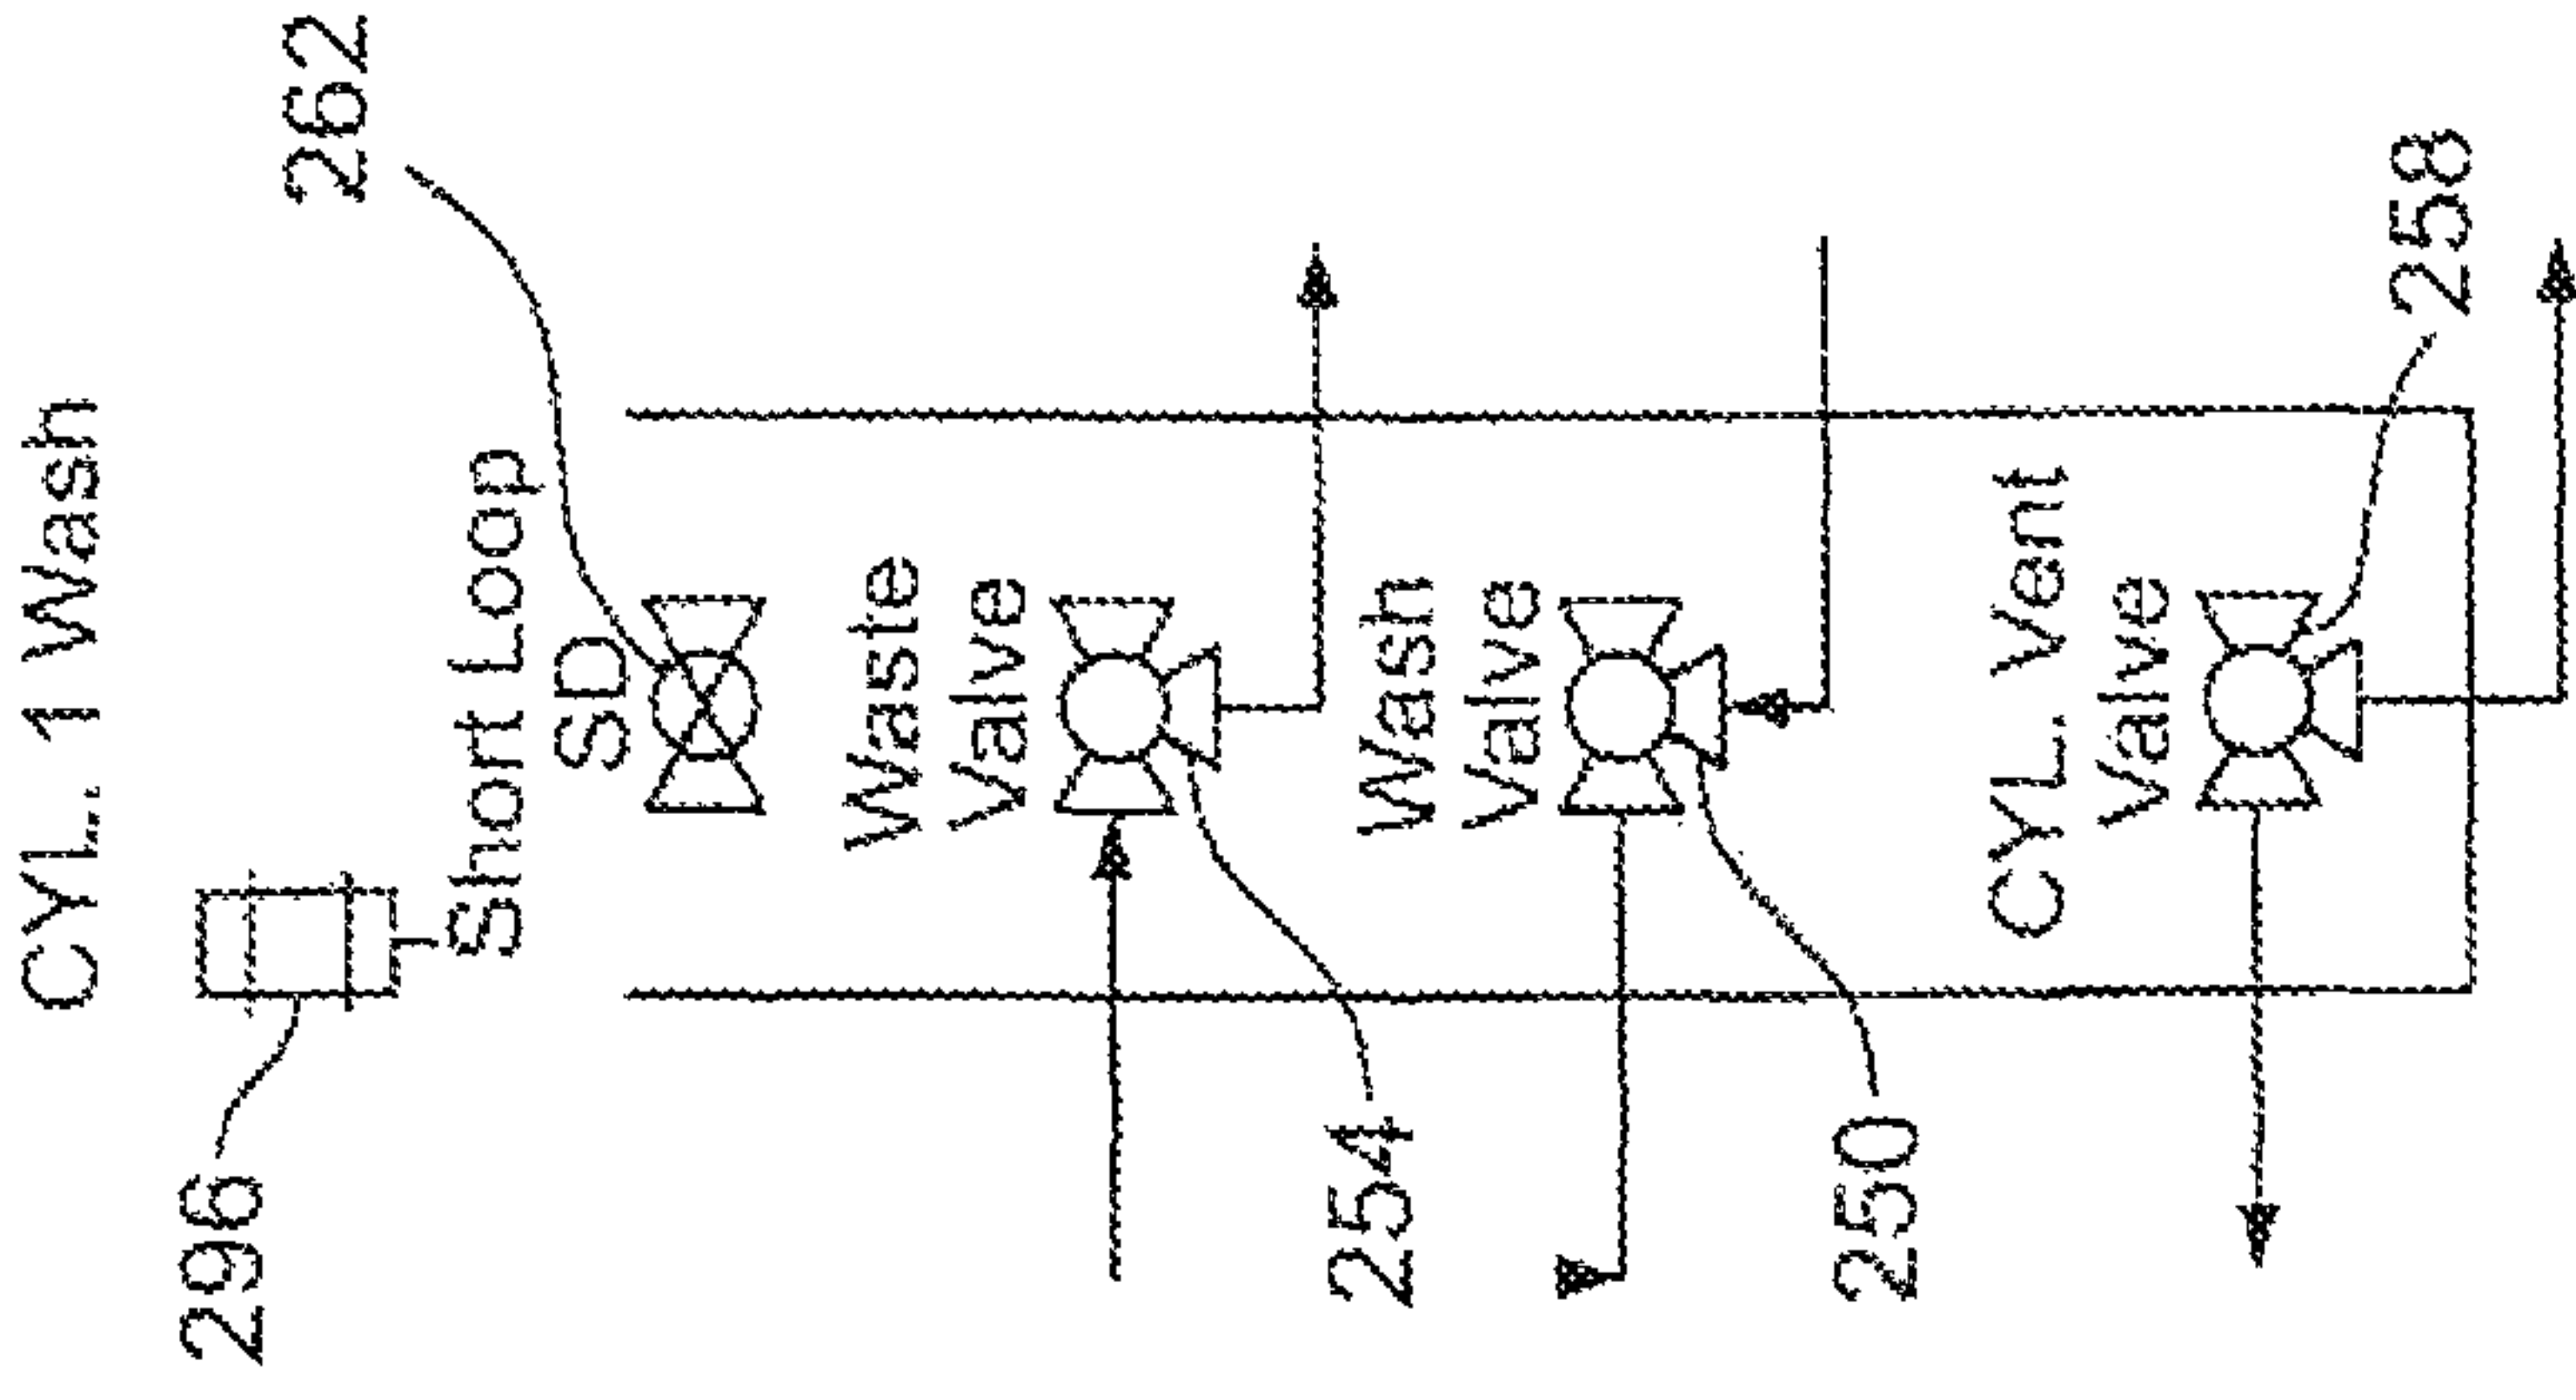 CYL. 1 Wash
296
262
Short Loop
SD
Waste
Valve
254
Wash
Valve
250
CYL. Vent
Valve
258